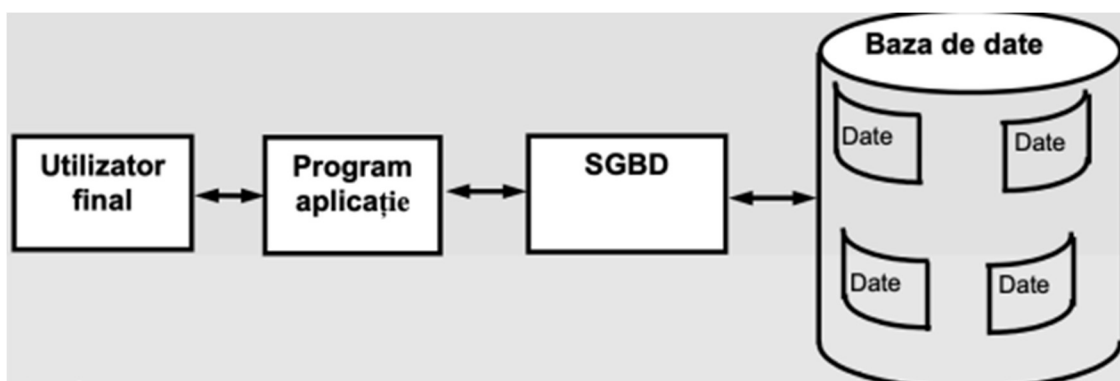 Baza de date
Utilizator
final
Program
aplicație
SGBD
Date
Date
Date
Date